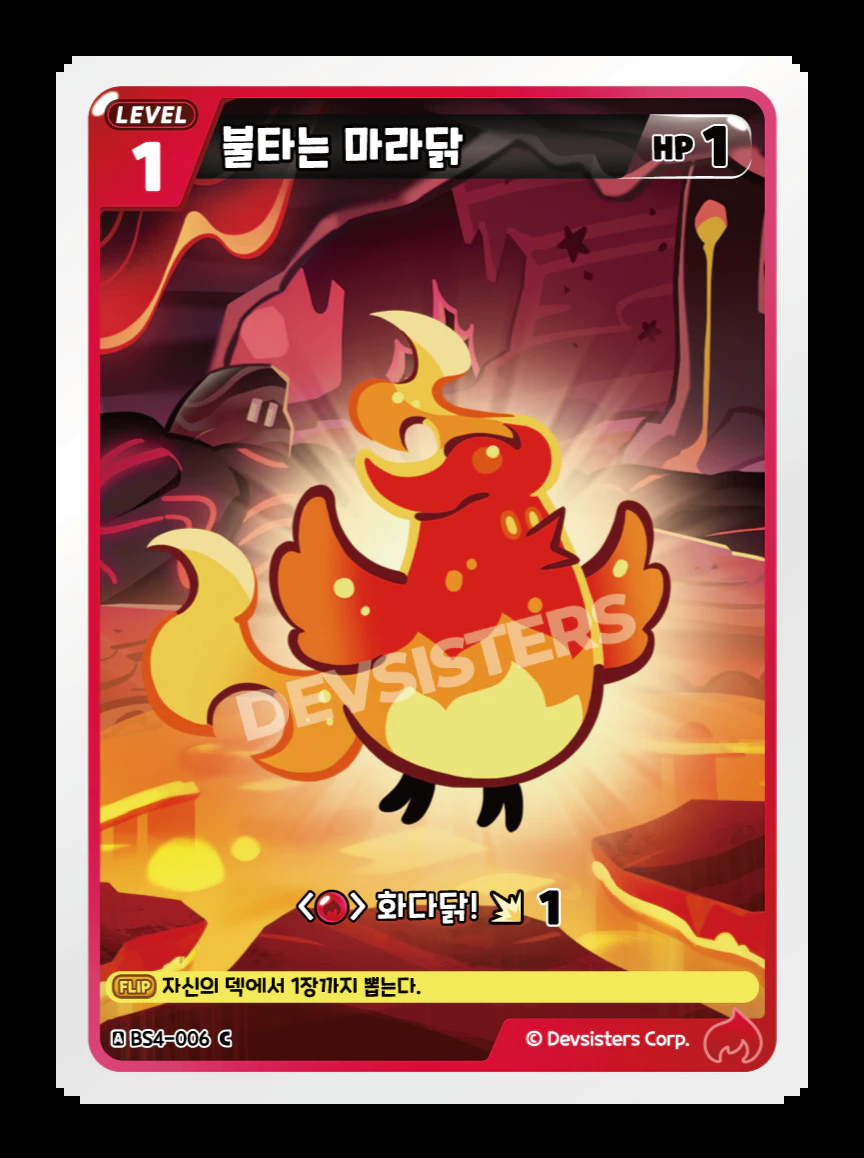 LEVEL
1
불타는 마라닭
HP 1
DEVSISTERS
<> 화다닭! 1
FLIP 자신의 덱에서 1장까지 뽑는다.
A BS4-006 C
© Devsisters Corp.